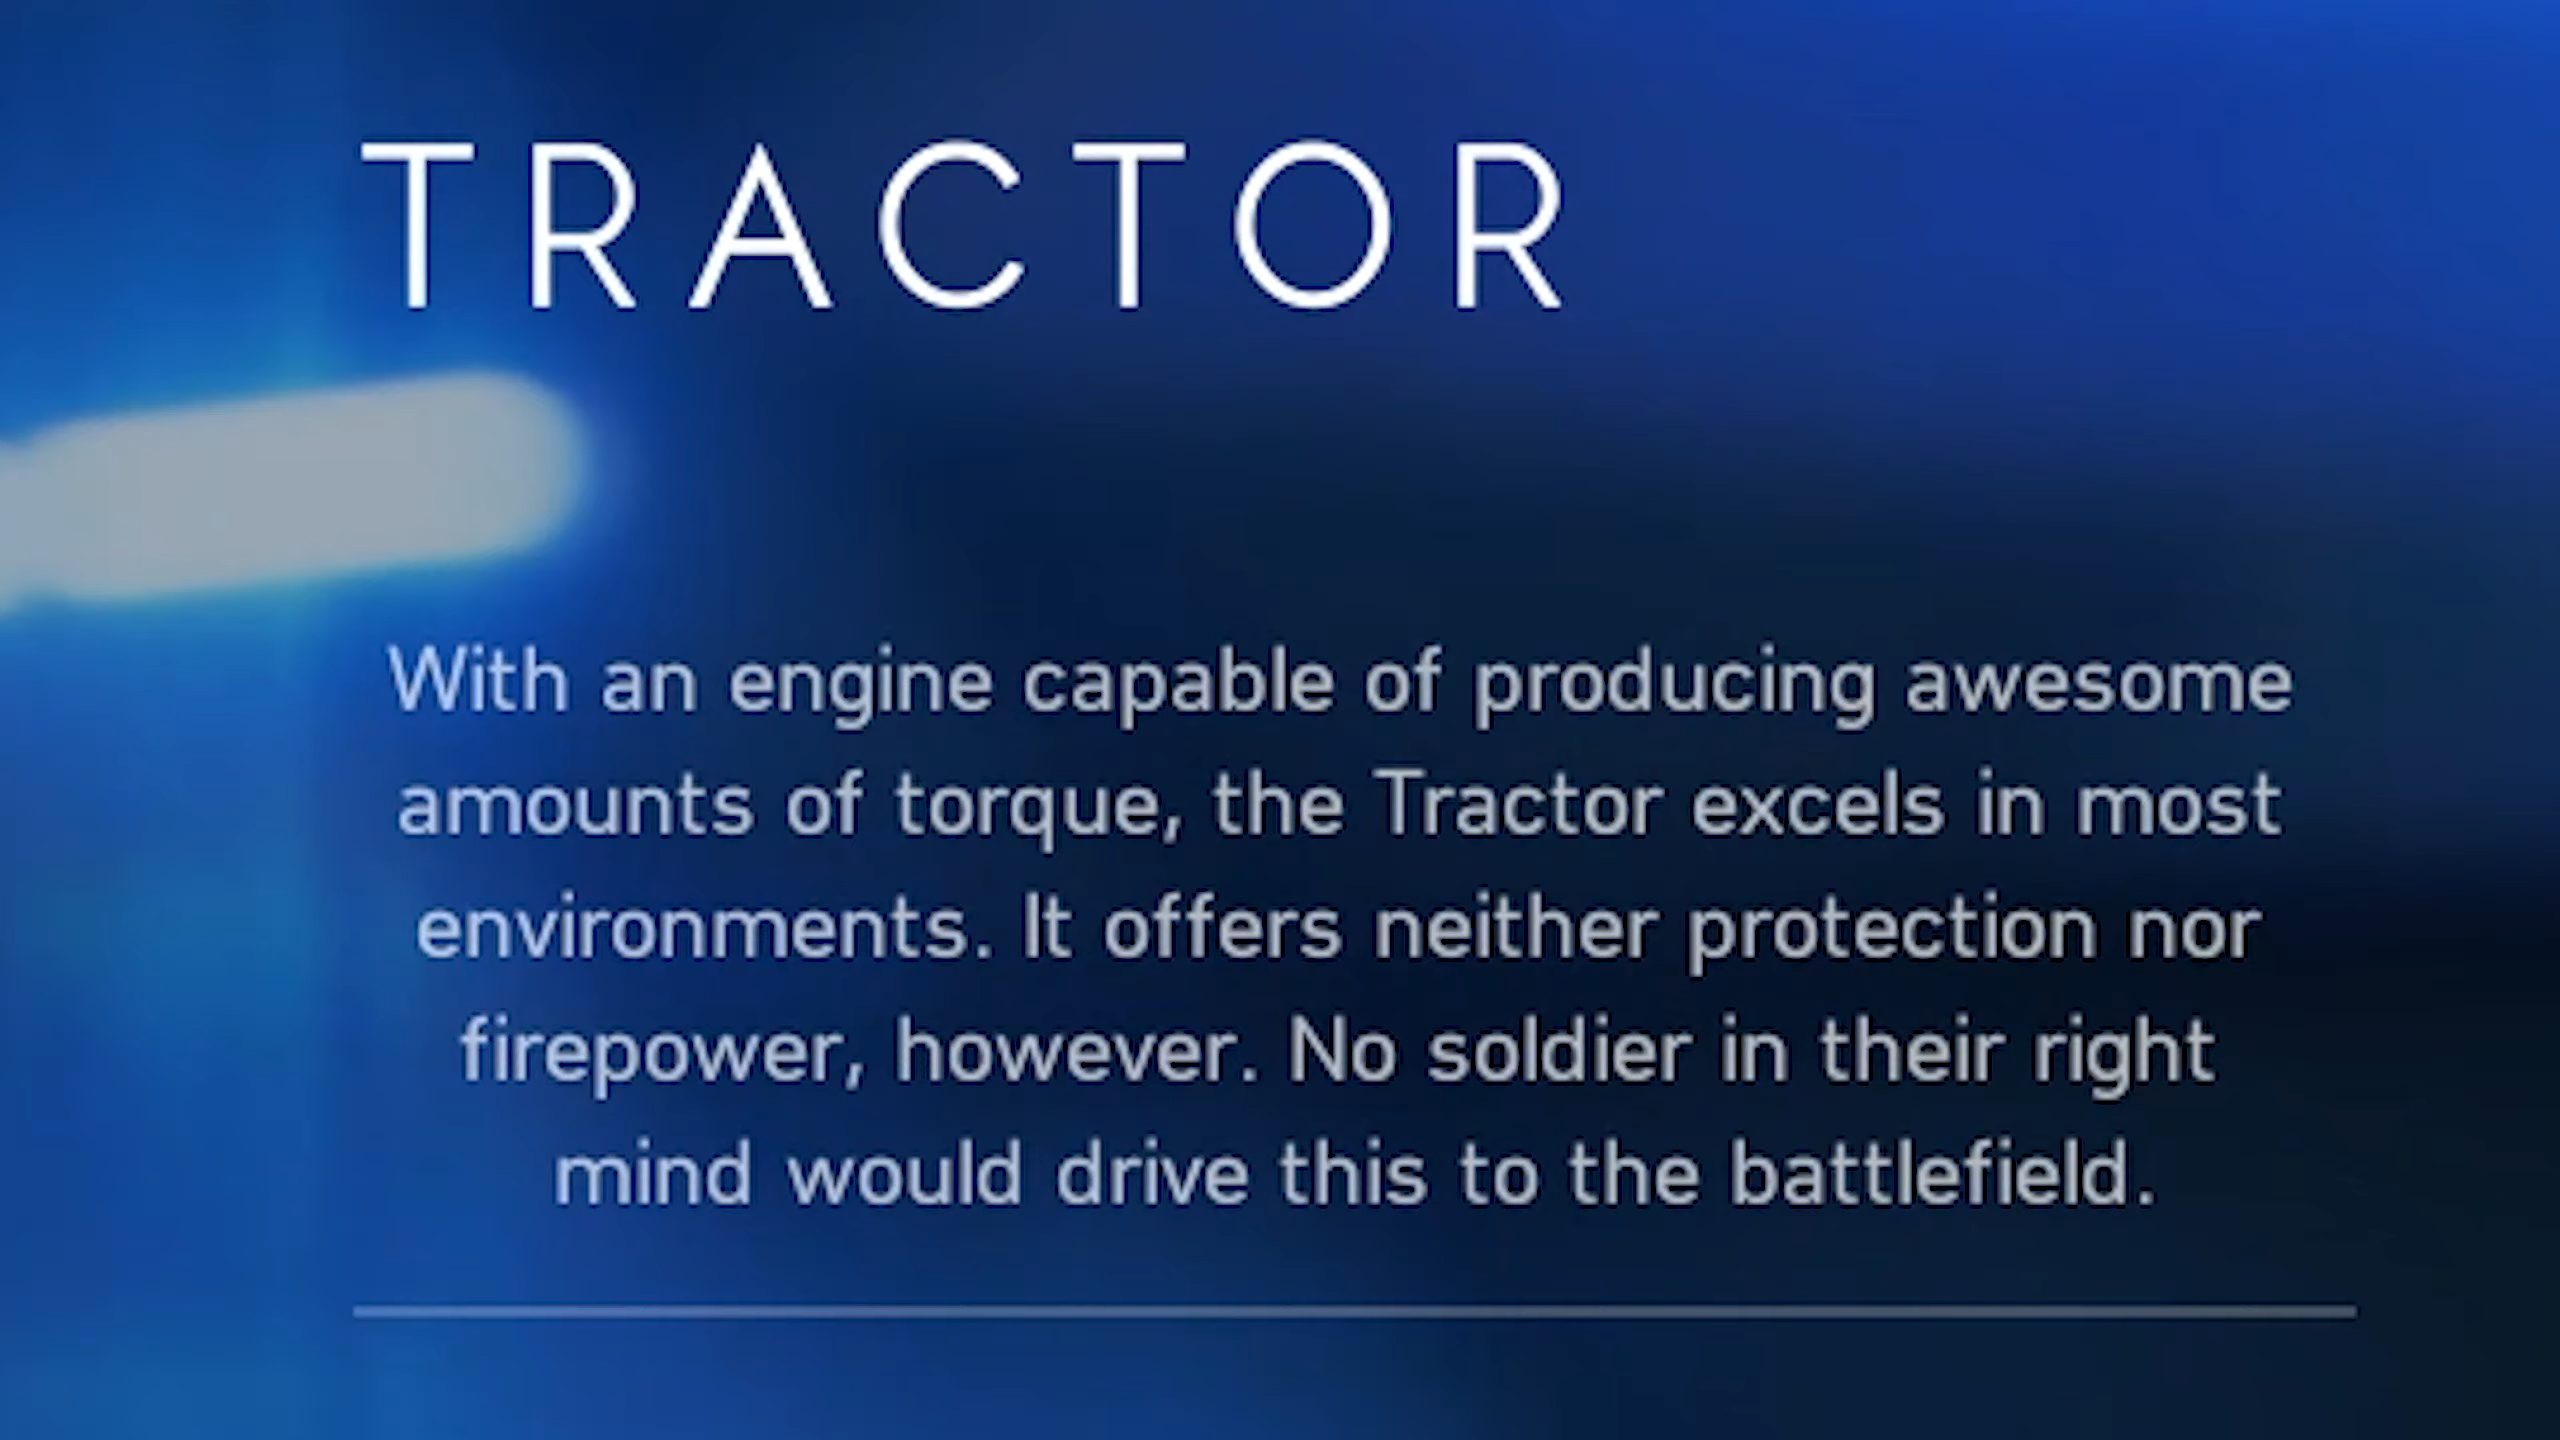 TRACTOR
With an engine capable of producing awesome
amounts of torque, the Tractor excels in most
environments. It offers neither protection nor
firepower, however. No soldier in their right
mind would drive this to the battlefield.